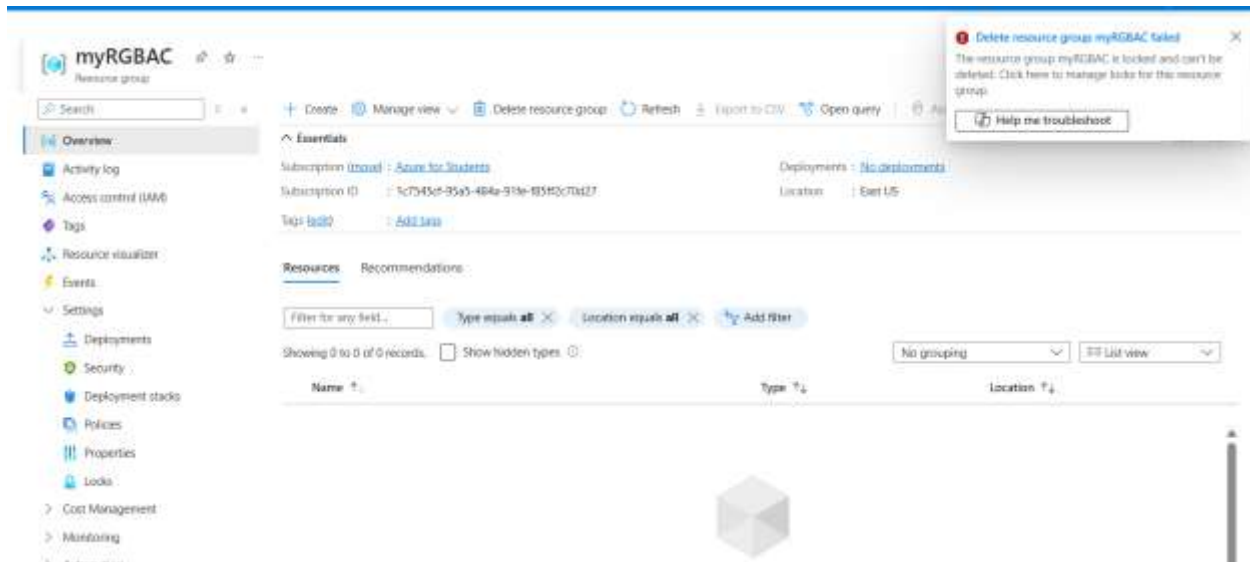 myRGBAC
Resource group
Delete resource group myRGBAC failed
The resource group myRGBAC is locked and can't be
deleted. Click here to manage locks for this resource
group.
Help me troubleshoot
Search
Create Manage view Delete resource group Refresh Export to CSV Open query
Overview
Activity log
Access control (IAM)
Tags
Resource visualizer
Events
Settings
Deployments
Security
Deployment stacks
Policies
Properties
Locks
Cost Management
Monitoring
Essentials
Subscription (move) : Azure for Students
Subscription ID :
Tags (edit) : Add tags
Deployments : No deployments
Location : East US
Resources Recommendations
Filter for any field...
Type equals all
Location equals all
Add filter
Showing 0 to 0 of 0 records.
Show hidden types
No grouping
List view
Name
Type
Location